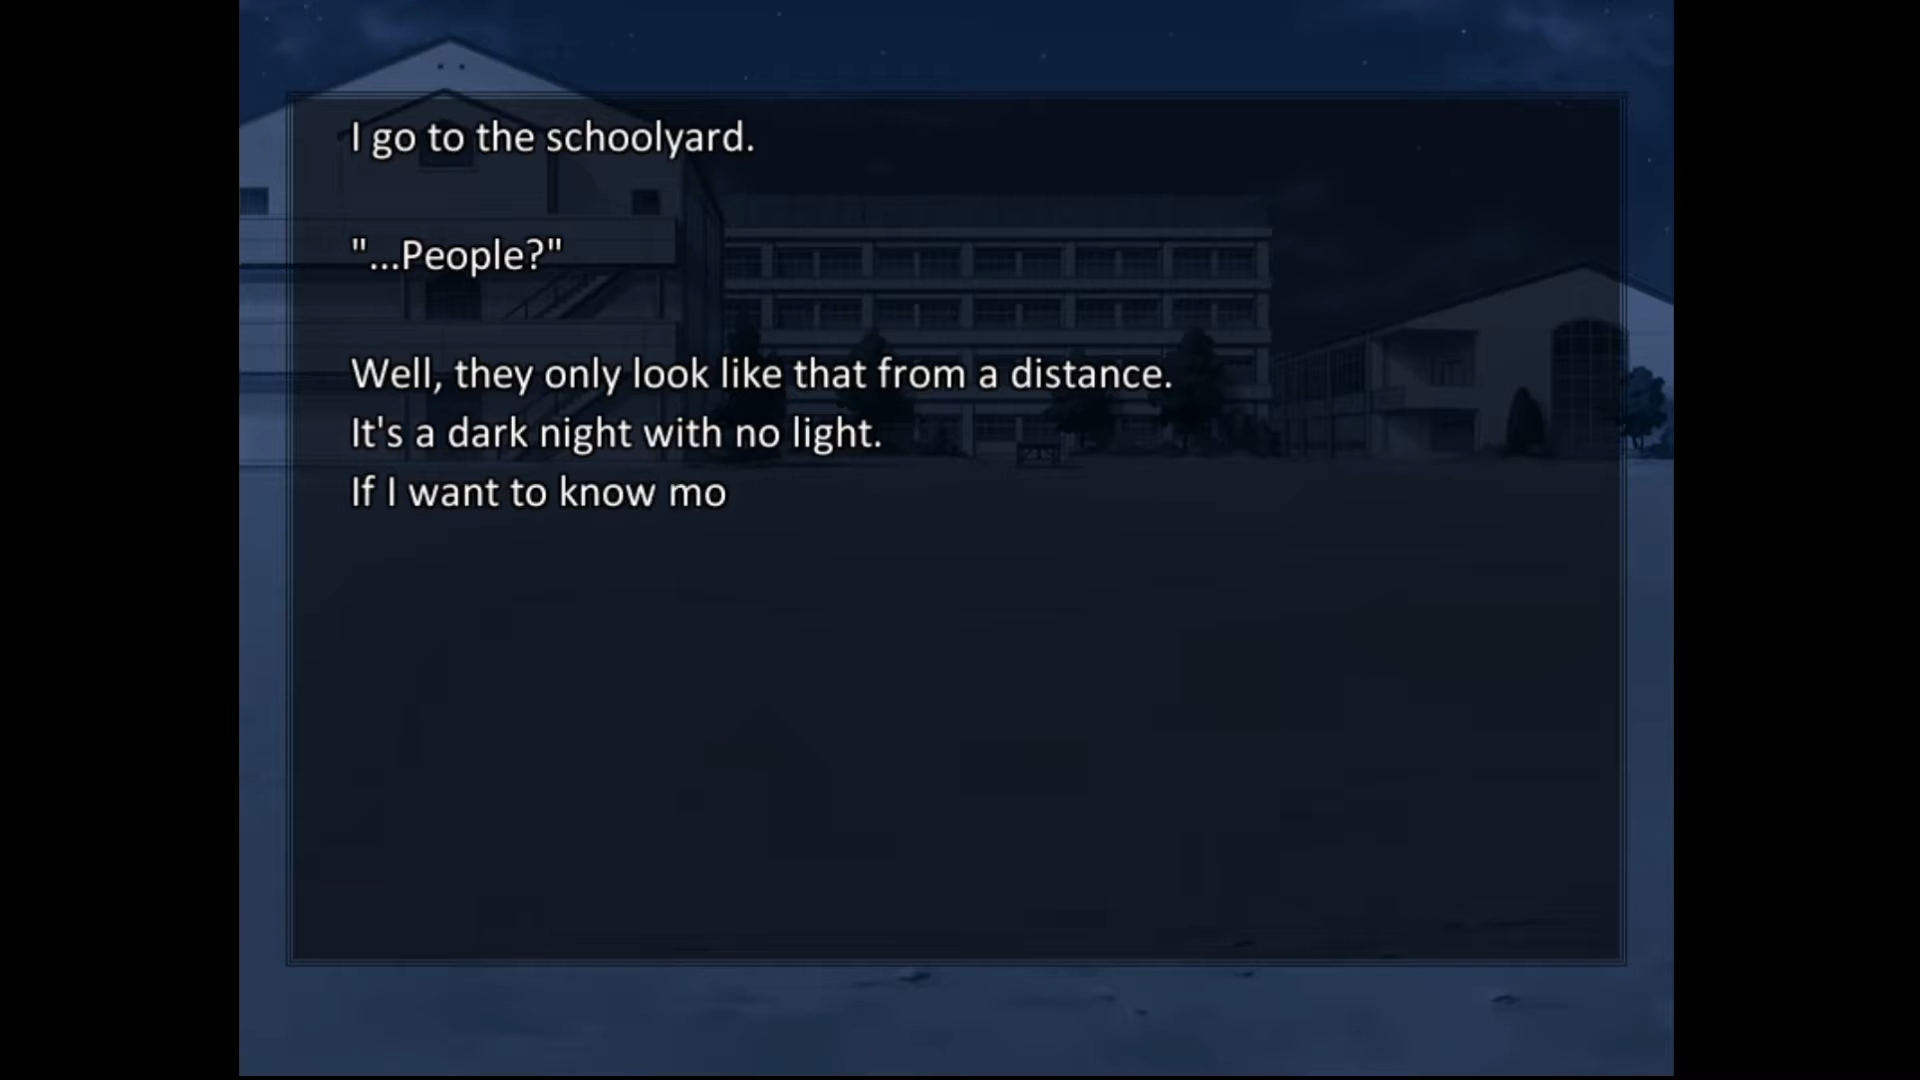 I go to the schoolyard.
"...People?"
Well, they only look like that from a distance.
It's a dark night with no light.
If I want to know mo